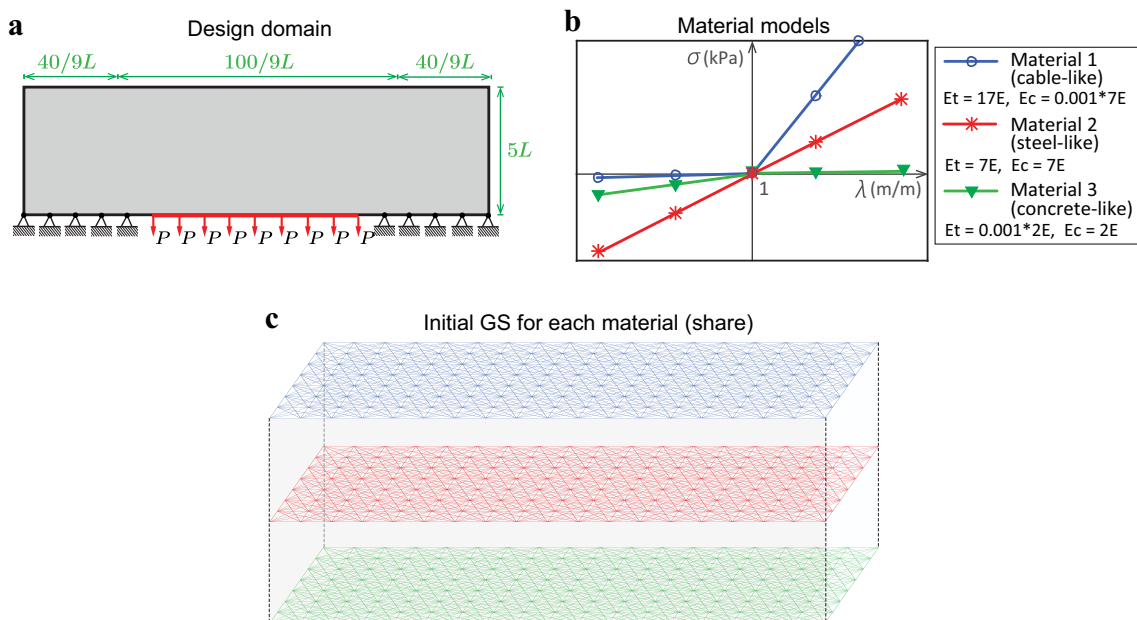 a
Design domain
40/9L 100/9L 40/9L
5L
P P P P P P P P P
b
Material models
σ (kPa)
1
λ (m/m)
Material 1
(cable-like)
Et = 17E, Ec = 0.001*7E
Material 2
(steel-like)
Et = 7E, Ec = 7E
Material 3
(concrete-like)
Et = 0.001*2E, Ec = 2E
c
Initial GS for each material (share)